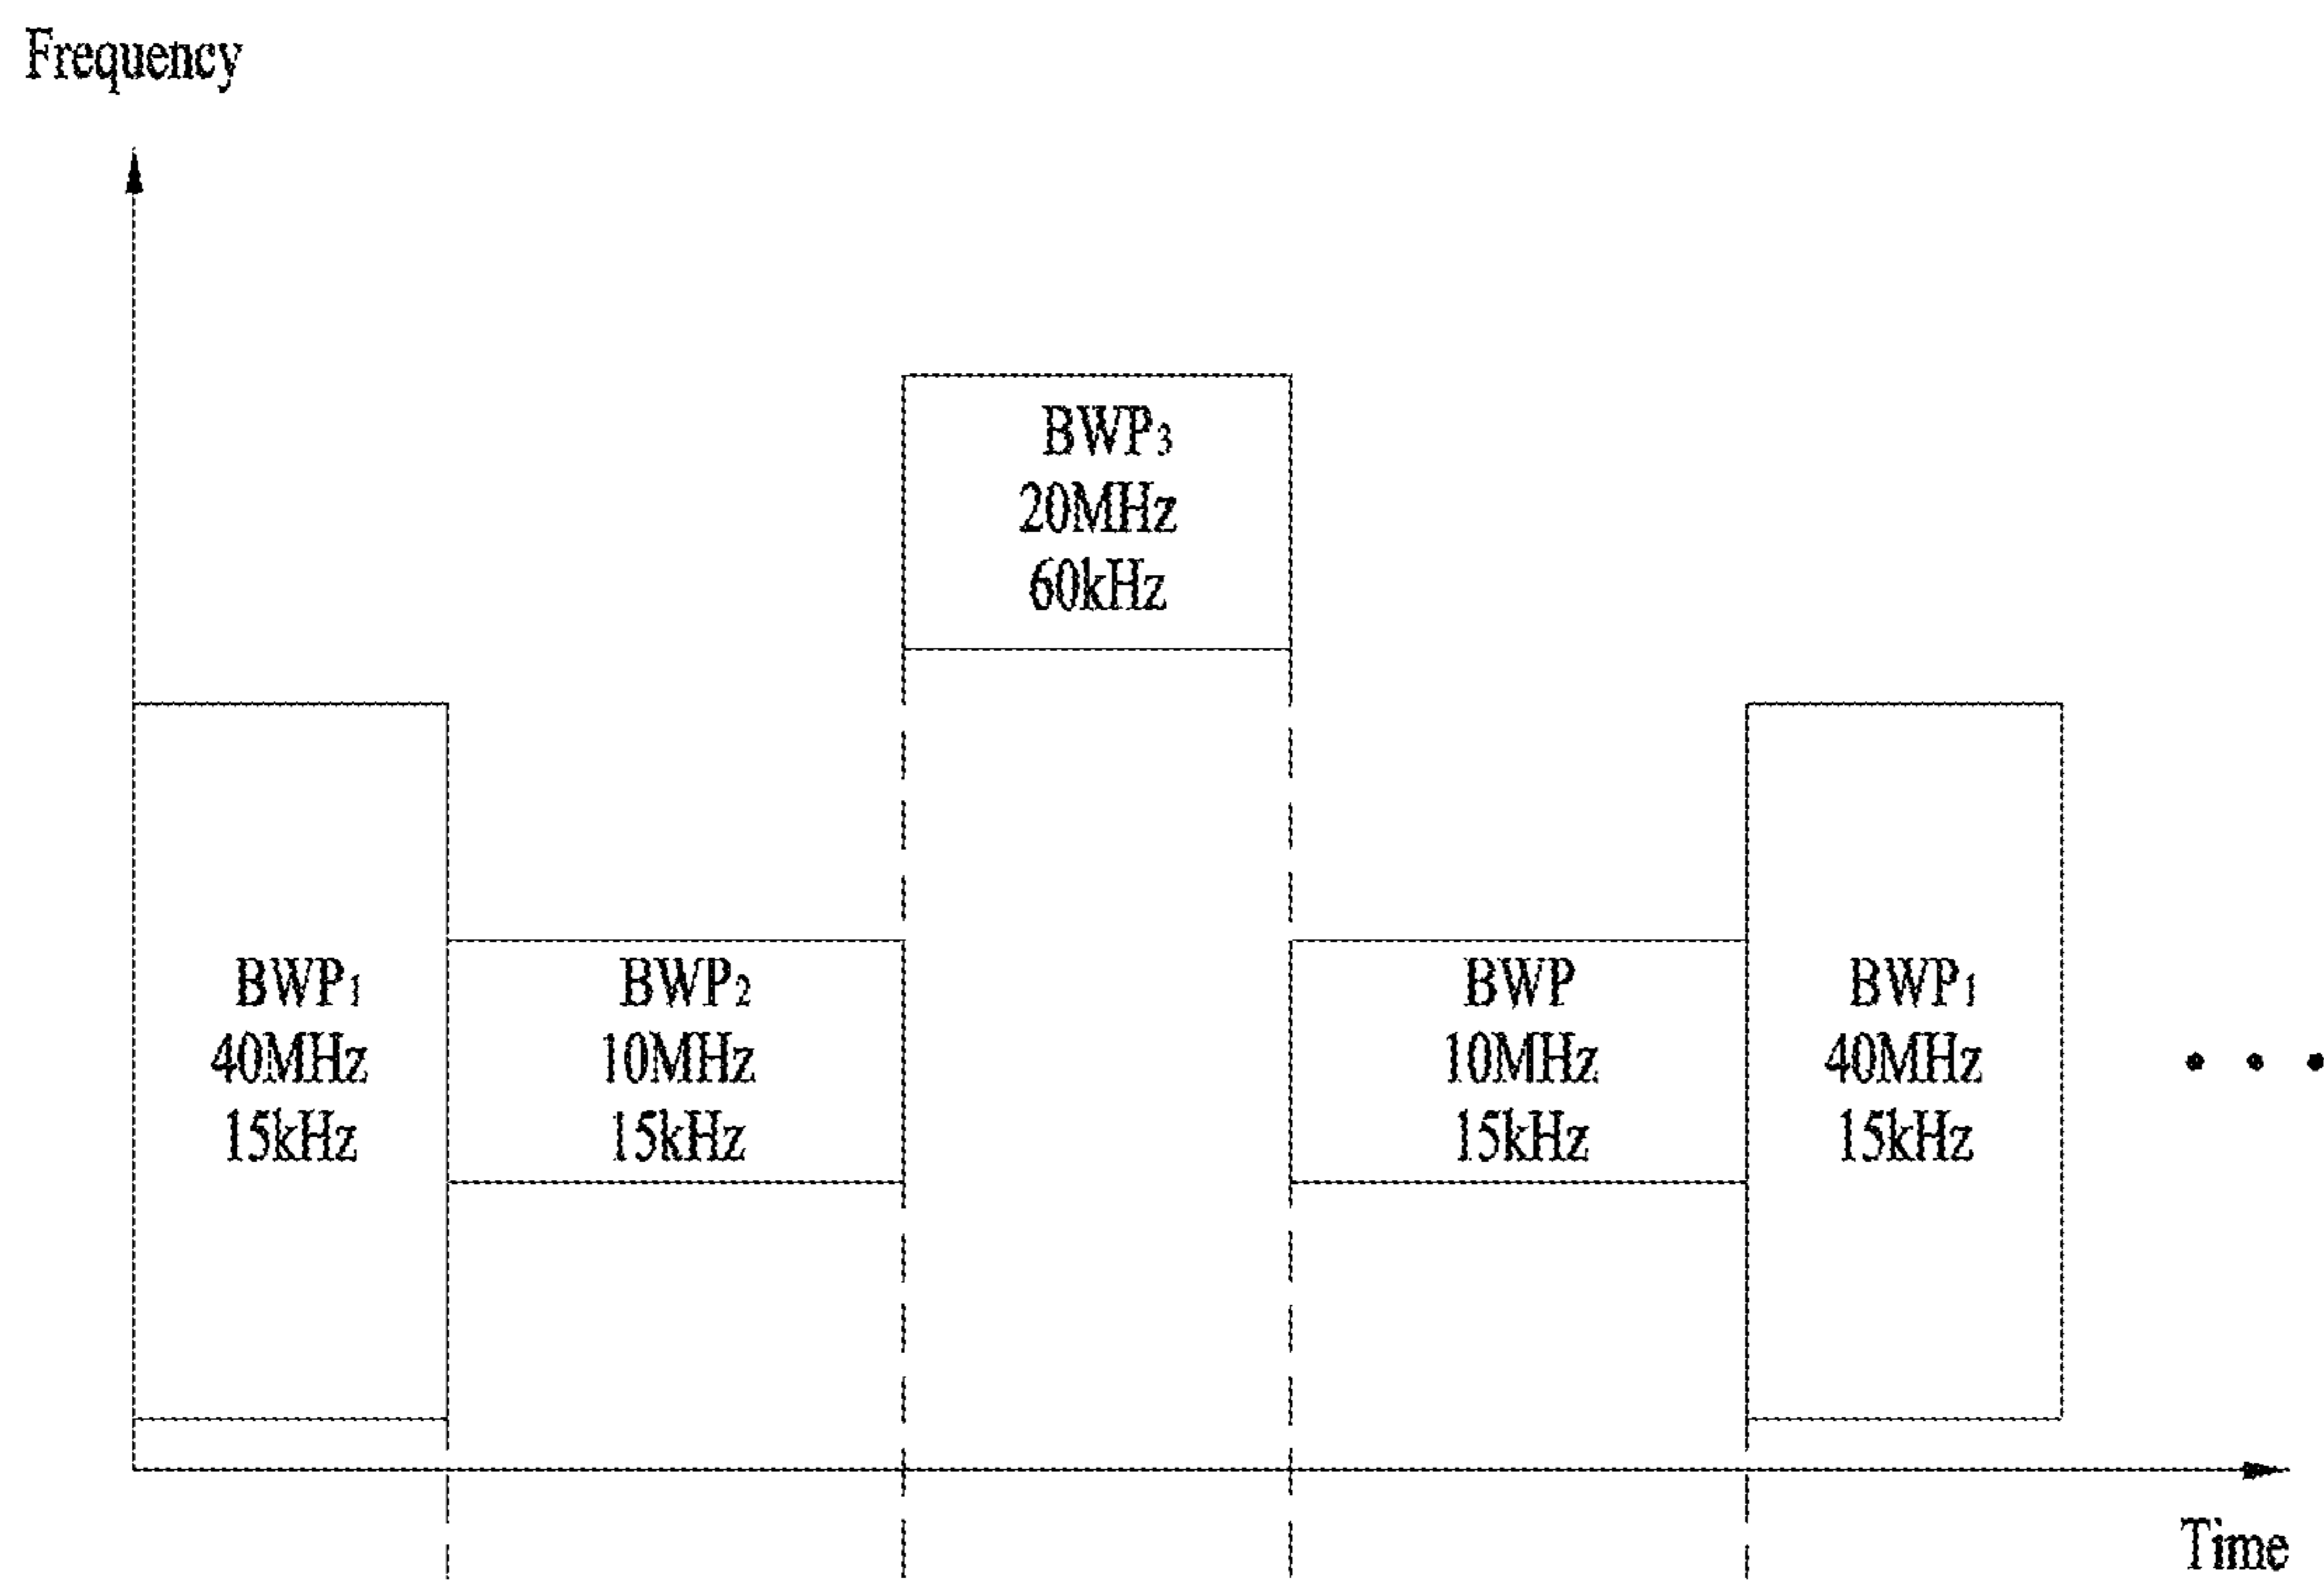 Frequency
BWP3
20MHz
60kHz
BWP1
40MHz
15kHz
BWP2
10MHz
15kHz
BWP
10MHz
15kHz
BWP1
40MHz
15kHz
• • •
Time